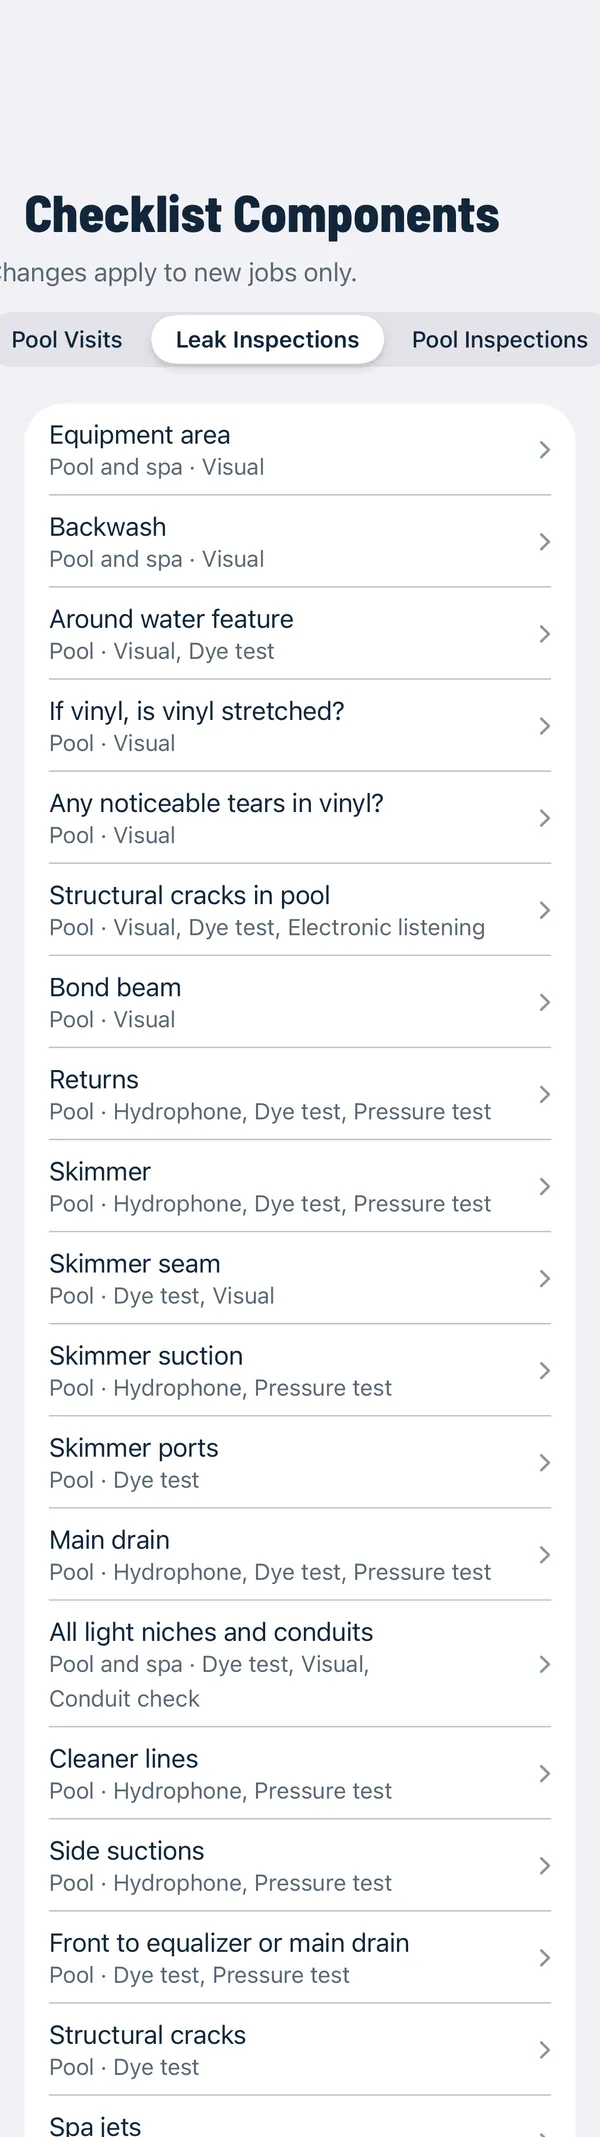 Checklist Components
Changes apply to new jobs only.
Pool Visits
Leak Inspections
Pool Inspections
Equipment area
Pool and spa · Visual
Backwash
Pool and spa · Visual
Around water feature
Pool · Visual, Dye test
If vinyl, is vinyl stretched?
Pool · Visual
Any noticeable tears in vinyl?
Pool · Visual
Structural cracks in pool
Pool · Visual, Dye test, Electronic listening
Bond beam
Pool · Visual
Returns
Pool · Hydrophone, Dye test, Pressure test
Skimmer
Pool · Hydrophone, Dye test, Pressure test
Skimmer seam
Pool · Dye test, Visual
Skimmer suction
Pool · Hydrophone, Pressure test
Skimmer ports
Pool · Dye test
Main drain
Pool · Hydrophone, Dye test, Pressure test
All light niches and conduits
Pool and spa · Dye test, Visual,
Conduit check
Cleaner lines
Pool · Hydrophone, Pressure test
Side suctions
Pool · Hydrophone, Pressure test
Front to equalizer or main drain
Pool · Dye test, Pressure test
Structural cracks
Pool · Dye test
Spa jets